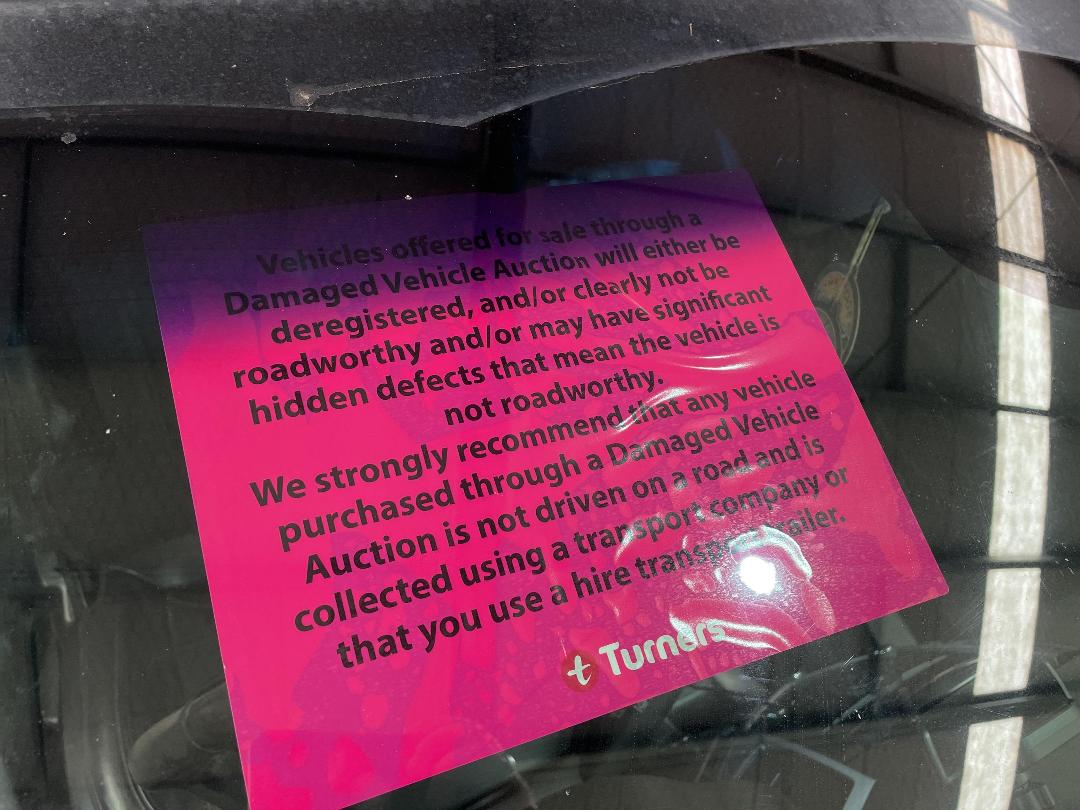 Vehicles offered for sale through a
Damaged Vehicle Auction will either be
deregistered, and/or clearly not be
roadworthy and/or may have significant
hidden defects that mean the vehicle is
not roadworthy.
We strongly recommend that any vehicle
purchased through a Damaged Vehicle
Auction is not driven on a road and is
collected using a transport company or
that you use a hire transport trailer.
t Turners